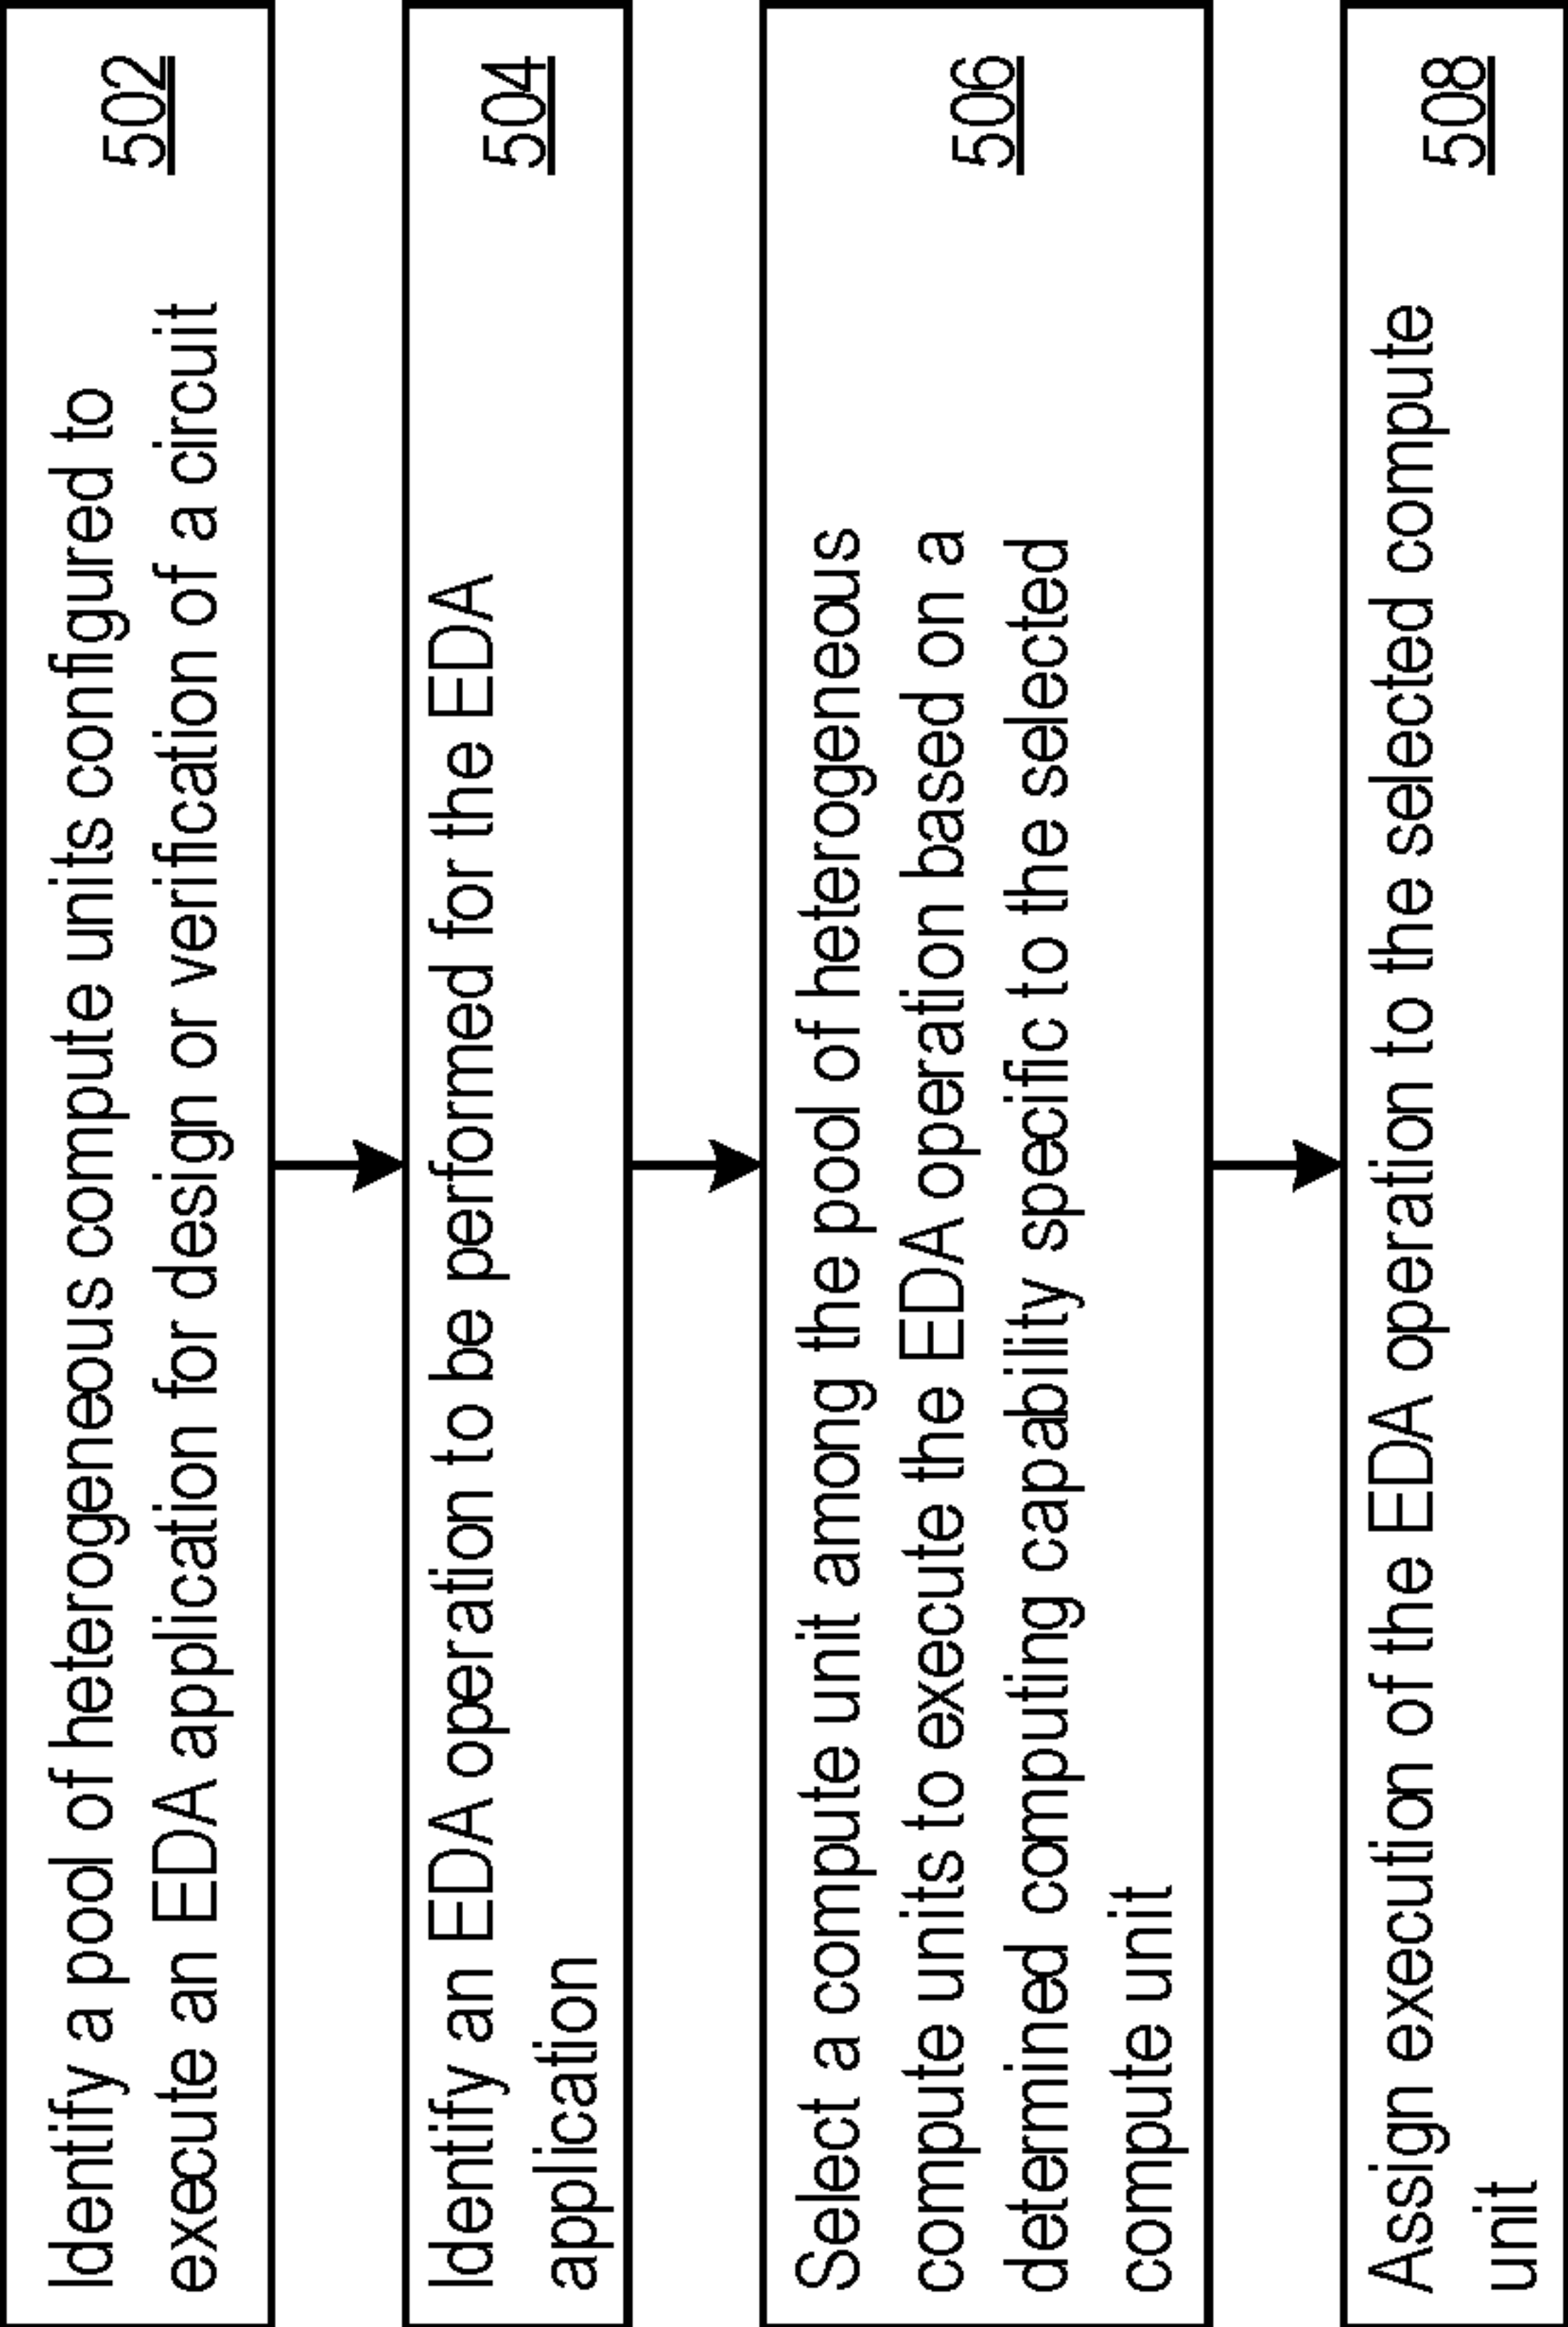 Identify a pool of heterogeneous compute units configured to
execute an EDA application for design or verification of a circuit
502
Identify an EDA operation to be performed for the EDA
application
504
Select a compute unit among the pool of heterogeneous
compute units to execute the EDA operation based on a
determined computing capability specific to the selected
compute unit
506
Assign execution of the EDA operation to the selected compute
unit
508